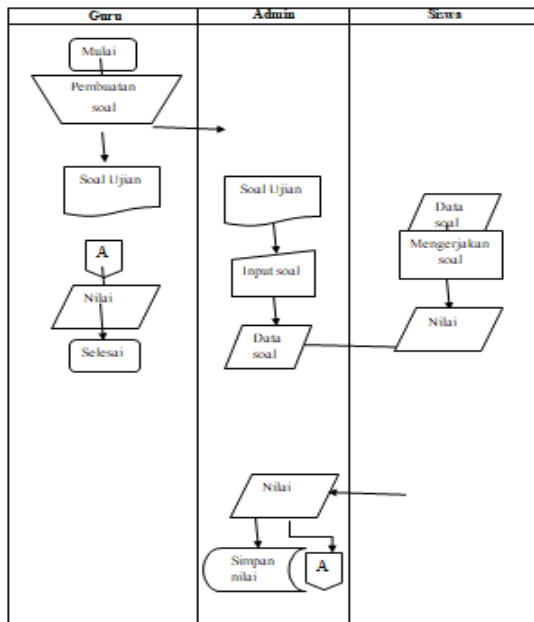 Guru
Admin
Siswa
Mulai
Pembuatan
soal
Soal Ujian
A
Nilai
Selesai
Soal Ujian
Input soal
Data
soal
Nilai
Simpan
nilai
A
Data
soal
Mengerjakan
soal
Nilai